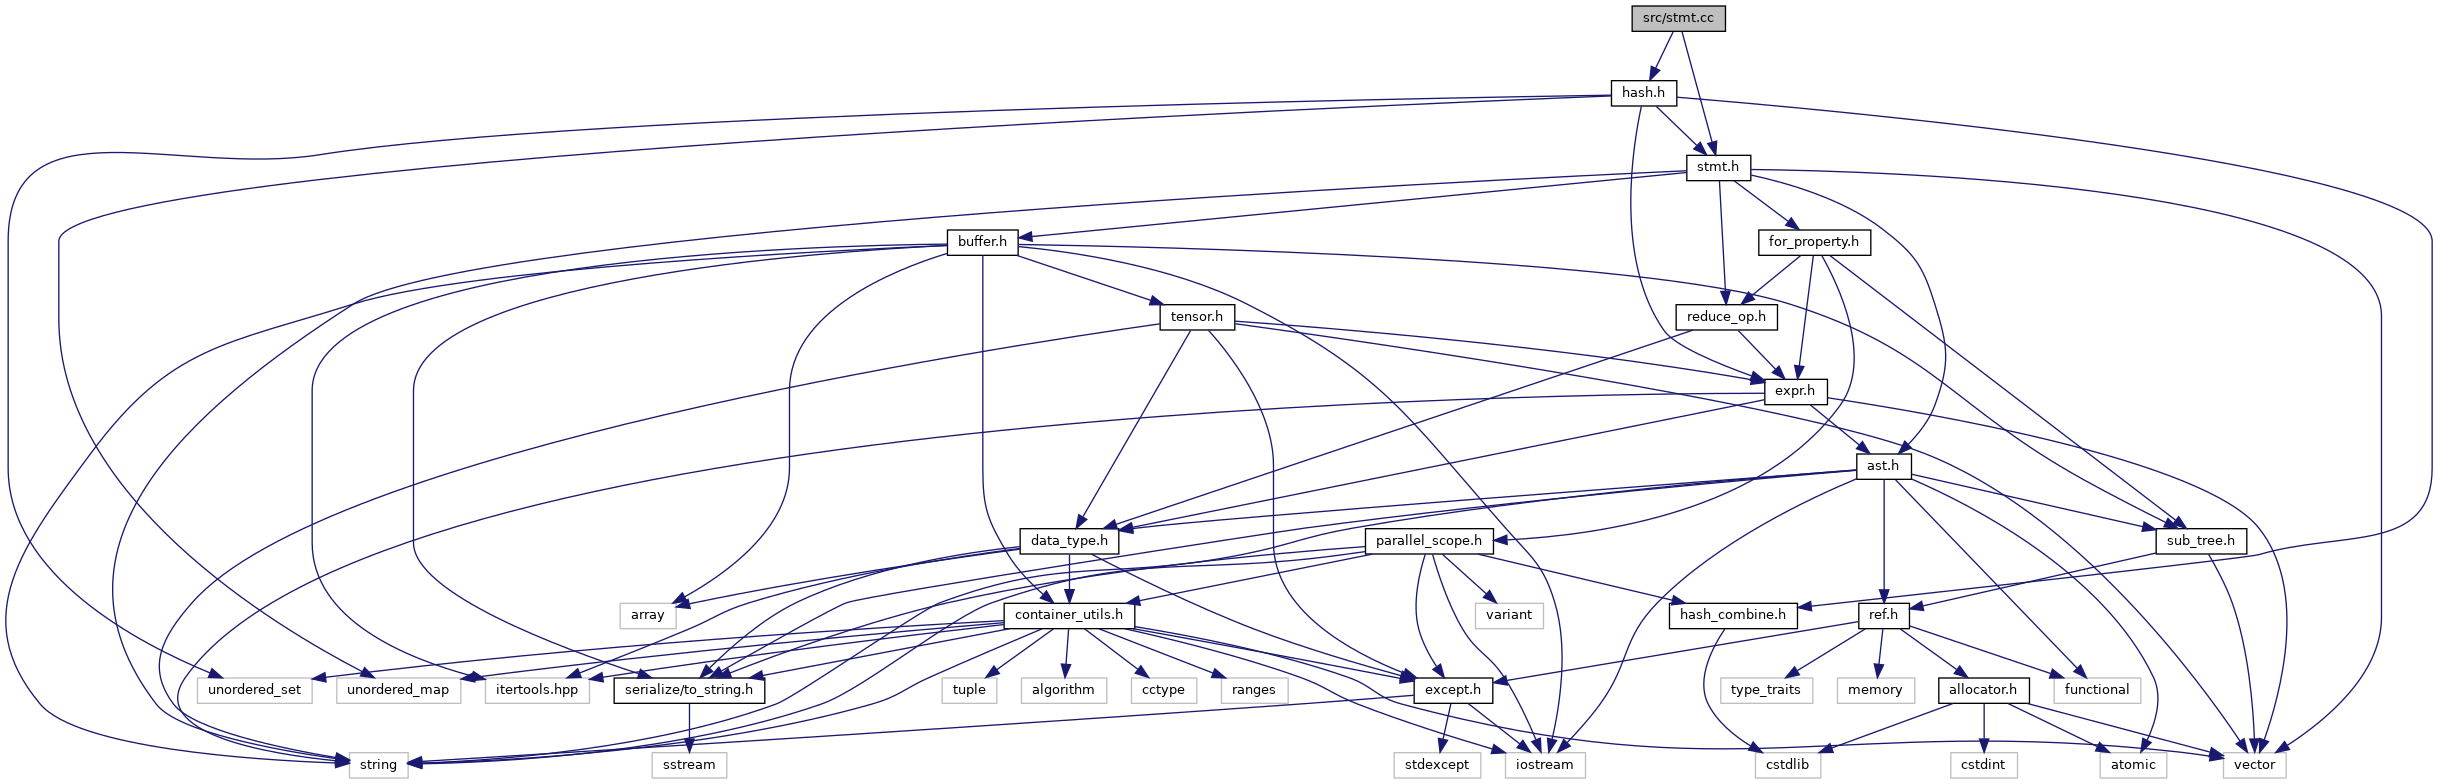 src/stmt.cc
hash.h
stmt.h
buffer.h
for_property.h
tensor.h
reduce_op.h
expr.h
ast.h
data_type.h
parallel_scope.h
sub_tree.h
array
container_utils.h
variant
hash_combine.h
ref.h
unordered_set
unordered_map
itertools.hpp
serialize/to_string.h
tuple
algorithm
cctype
ranges
except.h
type_traits
memory
allocator.h
functional
string
sstream
stdexcept
iostream
cstdlib
cstdint
atomic
vector